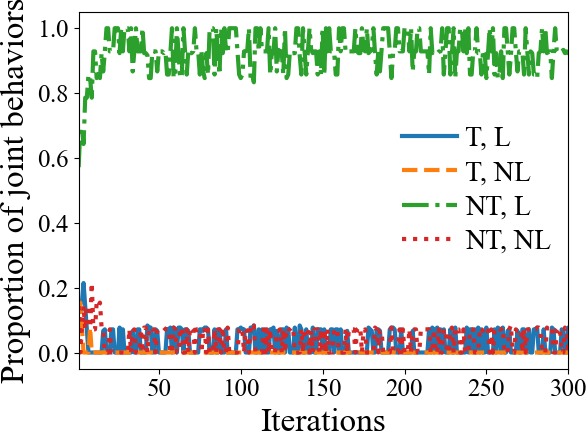 Proportion of joint behaviors
1.0
0.8
0.6
0.4
0.2
0.0
T, L
T, NL
NT, L
NT, NL
50
100
150
200
250
300
Iterations